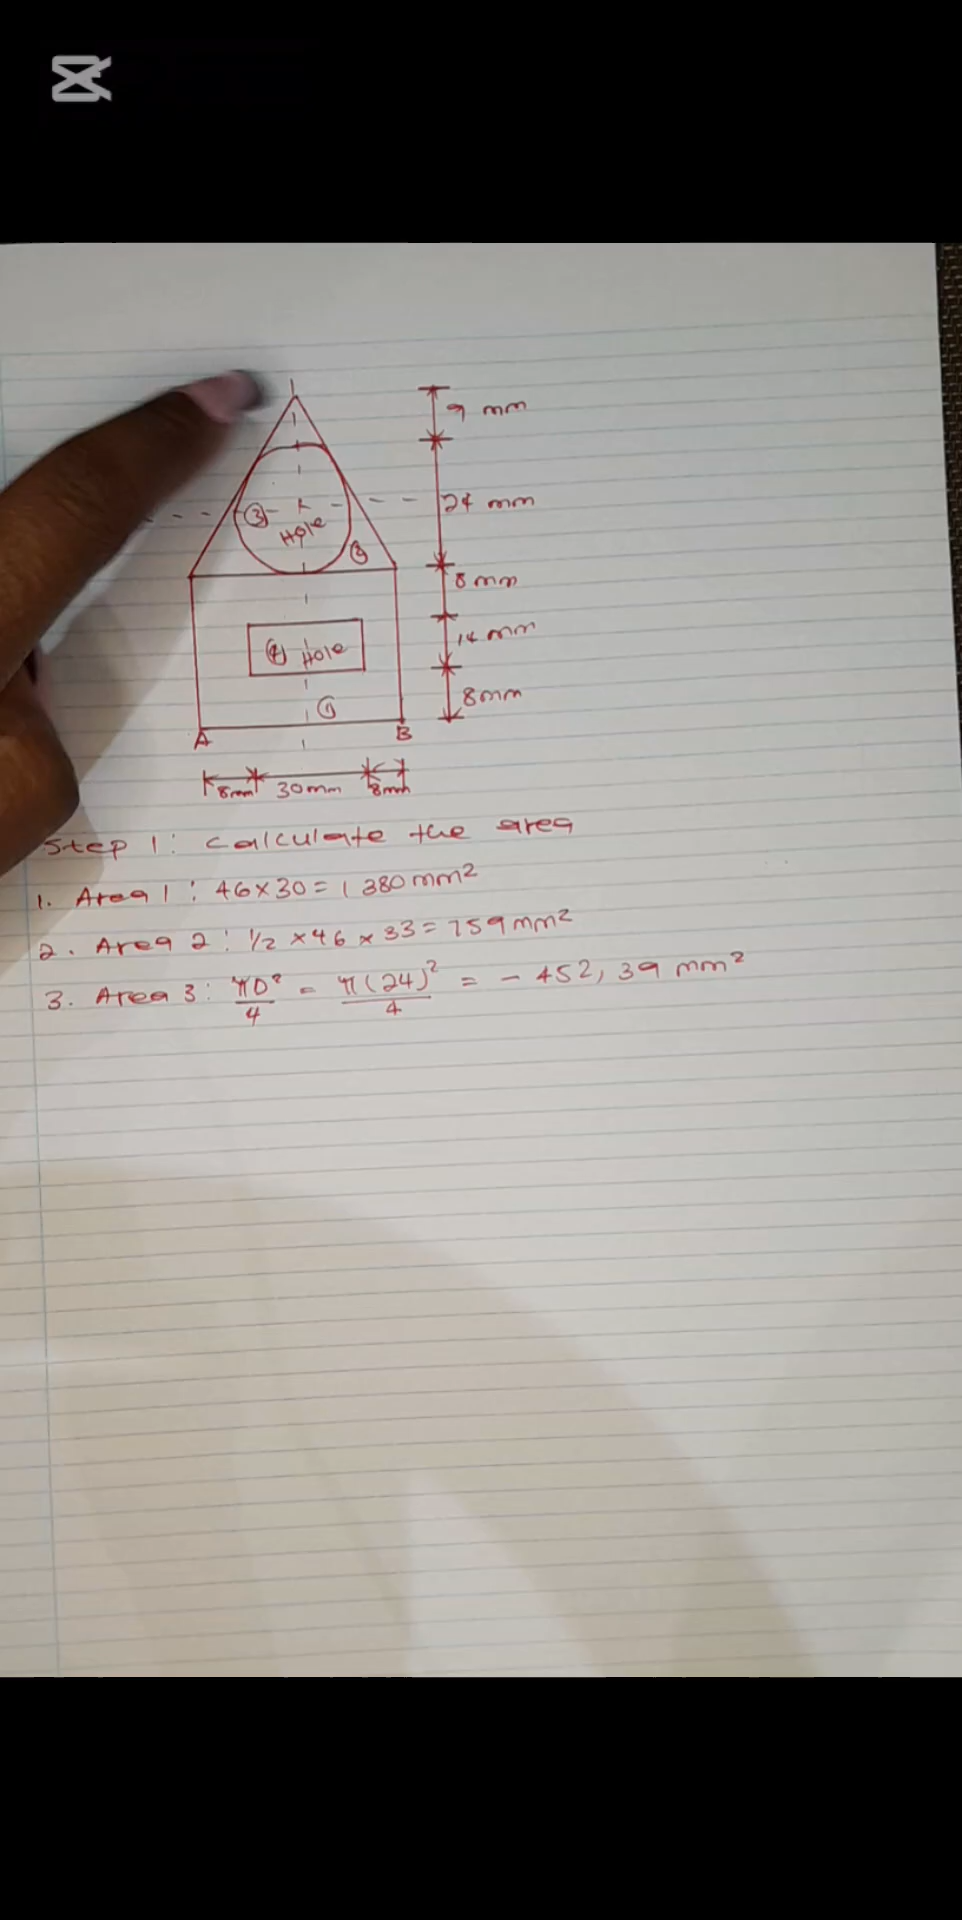 9 mm
24 mm
③
Hole
③
8 mm
14 mm
④ Hole
8mm
①
A
B
8mm 30mm 8mm
Step 1: Calculate the area
1. Area 1 : 46 × 30 = 1 380 mm²
2. Area 2 : 1/2 × 46 × 33 = 759 mm²
3. Area 3 : πD²/4 = π(24)²/4 = - 452,39 mm²